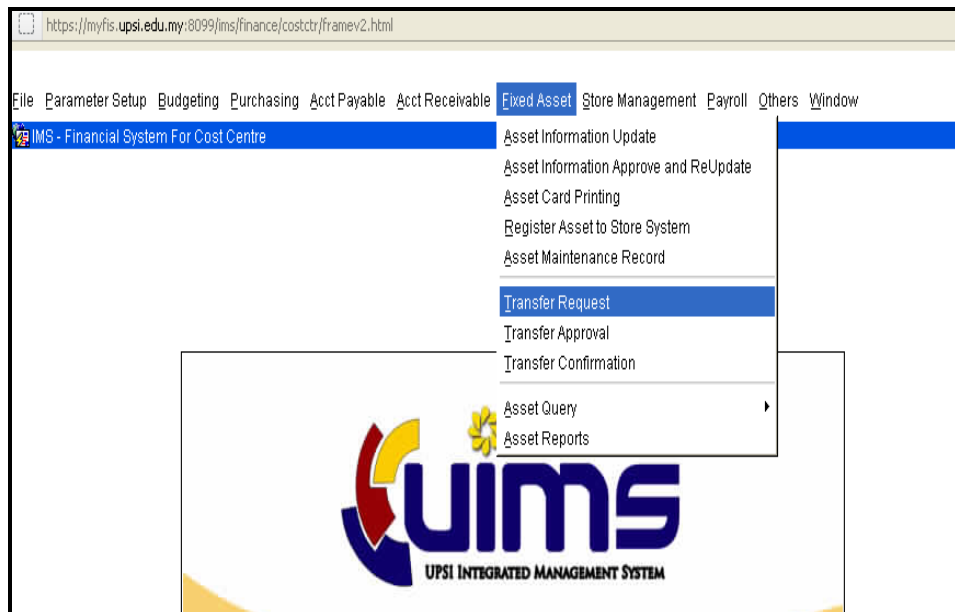 https://myfis.upsi.edu.my:8099/ims/finance/costctr/framev2.html
File Parameter Setup Budgeting Purchasing Acct Payable Acct Receivable Fixed Asset Store Management Payroll Others Window
IMS - Financial System For Cost Centre
Asset Information Update
Asset Information Approve and ReUpdate
Asset Card Printing
Register Asset to Store System
Asset Maintenance Record
Transfer Request
Transfer Approval
Transfer Confirmation
Asset Query
Asset Reports
uims
UPSI INTEGRATED MANAGEMENT SYSTEM